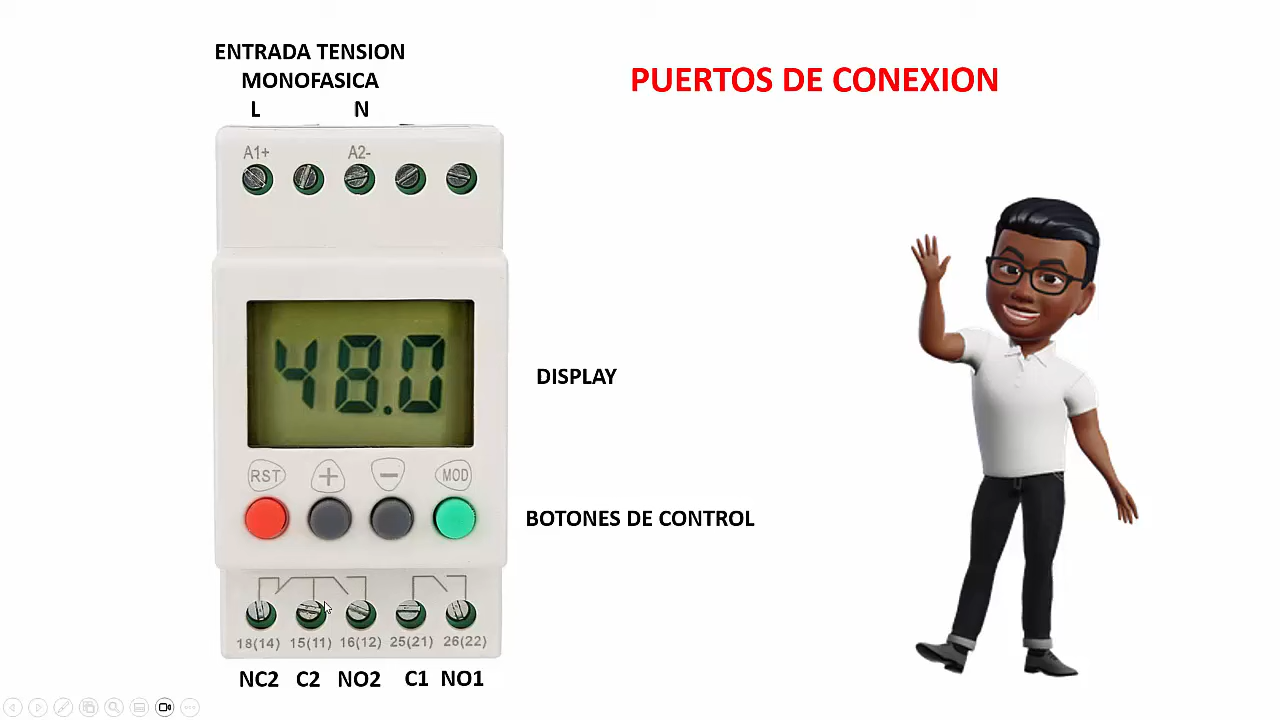 ENTRADA TENSION
MONOFASICA
L N
PUERTOS DE CONEXION
A1+ A2-
48.0
DISPLAY
RST + − MOD
BOTONES DE CONTROL
18(14) 15(11) 16(12) 25(21) 26(22)
NC2 C2 NO2 C1 NO1